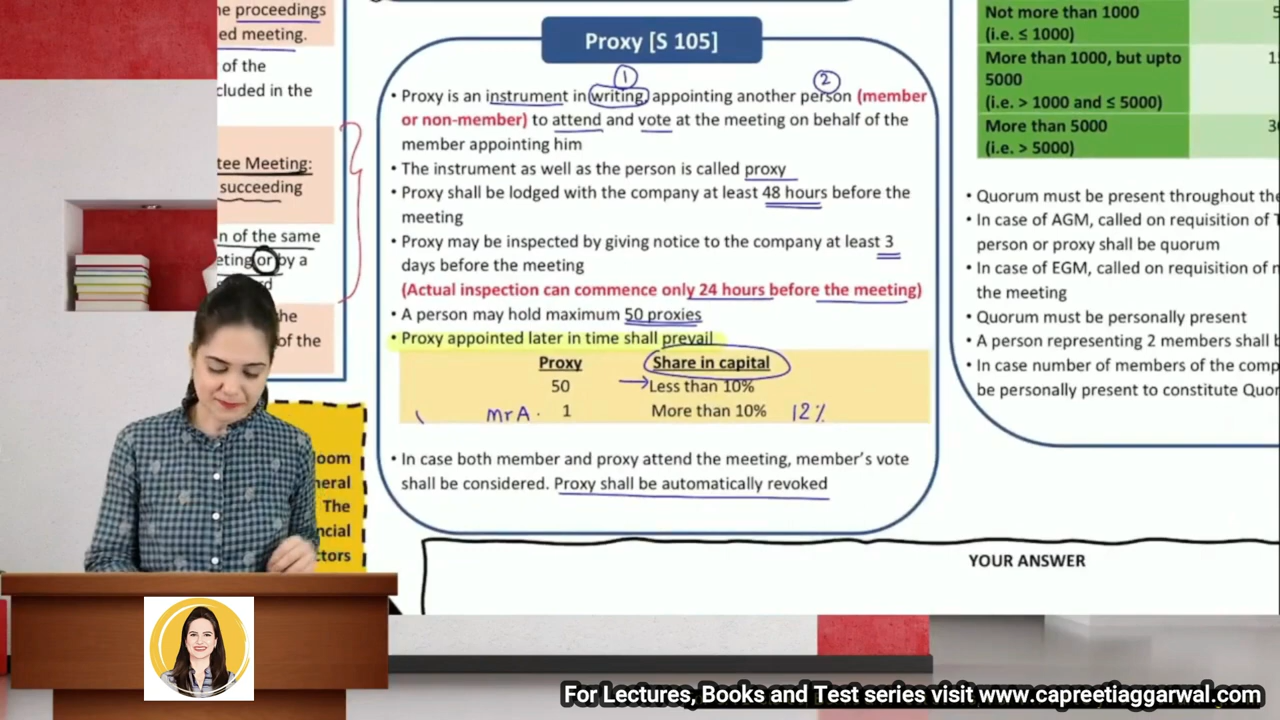 e proceedings
ed meeting.
of the
cluded in the
tee Meeting:
succeeding
n of the same
eting or by a
he
of the
oom
neral
The
ncial
ctors
Proxy [S 105]
1
2
• Proxy is an instrument in writing, appointing another person (member
or non-member) to attend and vote at the meeting on behalf of the
member appointing him
• The instrument as well as the person is called proxy
• Proxy shall be lodged with the company at least 48 hours before the
meeting
• Proxy may be inspected by giving notice to the company at least 3
days before the meeting
(Actual inspection can commence only 24 hours before the meeting)
• A person may hold maximum 50 proxies
• Proxy appointed later in time shall prevail
Proxy Share in capital
50 Less than 10%
Mr A. 1 More than 10% 12%
• In case both member and proxy attend the meeting, member's vote
shall be considered. Proxy shall be automatically revoked
Not more than 1000
(i.e. ≤ 1000)
More than 1000, but upto
5000
(i.e. > 1000 and ≤ 5000)
More than 5000
(i.e. > 5000)
• Quorum must be present throughout the
• In case of AGM, called on requisition of
person or proxy shall be quorum
• In case of EGM, called on requisition of
the meeting
• Quorum must be personally present
• A person representing 2 members shall
• In case number of members of the comp
be personally present to constitute Quo
YOUR ANSWER
For Lectures, Books and Test series visit www.capreetiaggarwal.com